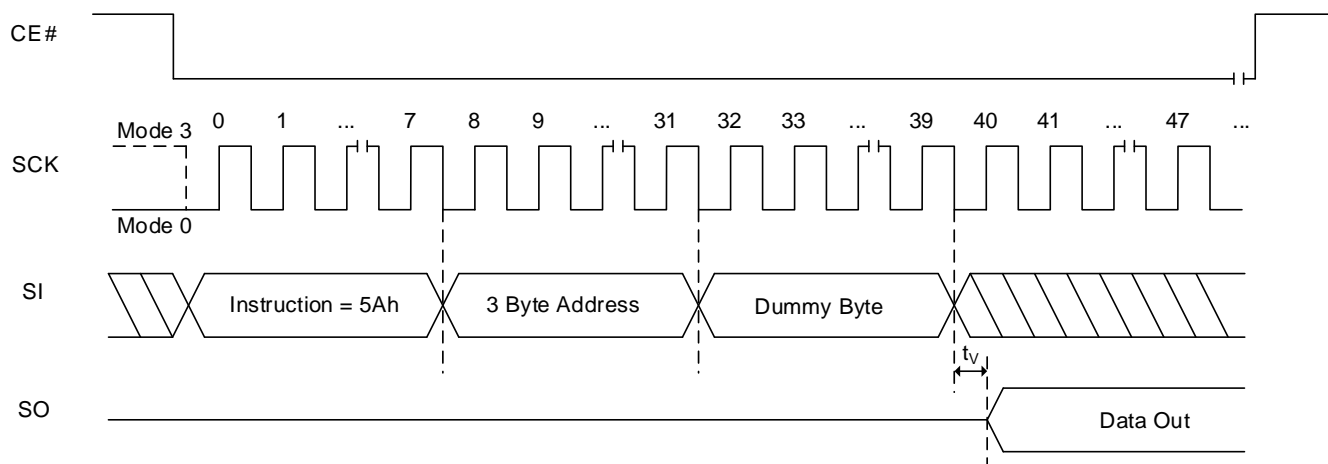 CE#
0 1 ... 7 8 9 ... 31 32 33 ... 39 40 41 ... 47 ...
Mode 3
SCK
Mode 0
SI
Instruction = 5Ah
3 Byte Address
Dummy Byte
tV
SO
Data Out